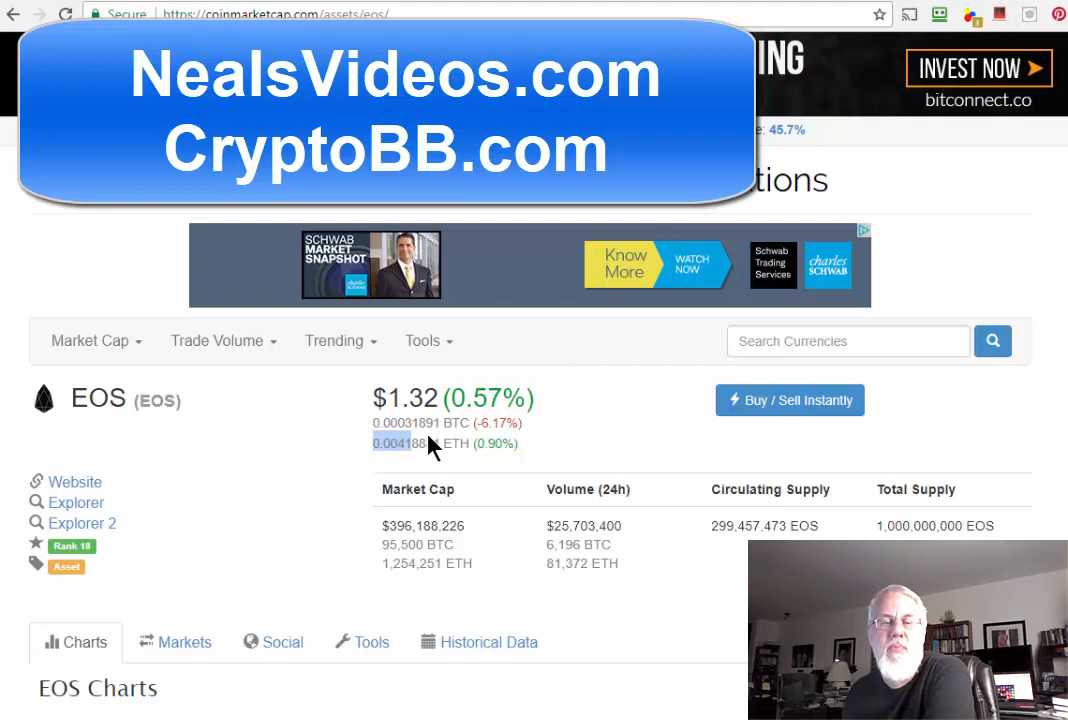 Secure
https://coinmarketcap.com/assets/eos/
NealsVideos.com
CryptoBB.com
INVEST NOW
bitconnect.co
45.7%
SCHWAB
MARKET
SNAPSHOT
charles
SCHWAB
Know
More
WATCH
NOW
Schwab
Trading
Services
charles
SCHWAB
Market Cap
Trade Volume
Trending
Tools
Search Currencies
EOS (EOS)
$1.32 (0.57%)
0.00031891 BTC (-6.17%)
ETH (0.90%)
Buy / Sell Instantly
Website
Explorer
Explorer 2
Rank 18
Asset
Market Cap
Volume (24h)
Circulating Supply
Total Supply
$396,188,226
$25,703,400
299,457,473 EOS
1,000,000,000 EOS
95,500 BTC
6,196 BTC
1,254,251 ETH
81,372 ETH
Charts
Markets
Social
Tools
Historical Data
EOS Charts